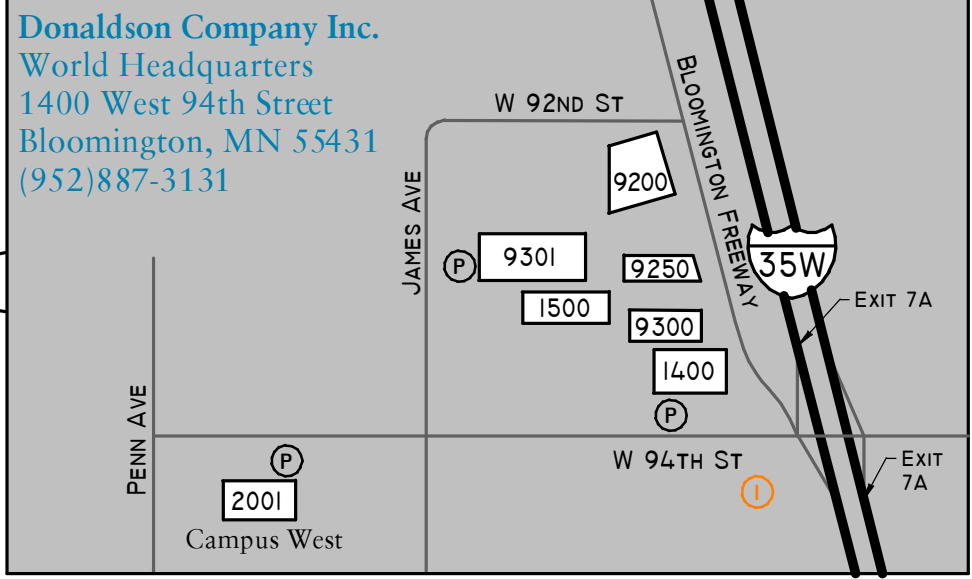 Donaldson Company Inc.
World Headquarters
1400 West 94th Street
Bloomington, MN 55431
(952)887-3131
W 92ND ST
BLOOMINGTON FREEWAY
9200
JAMES AVE
P
9301
9250
35W
1500
9300
EXIT 7A
1400
P
PENN AVE
W 94TH ST
P
I
EXIT
7A
2001
Campus West